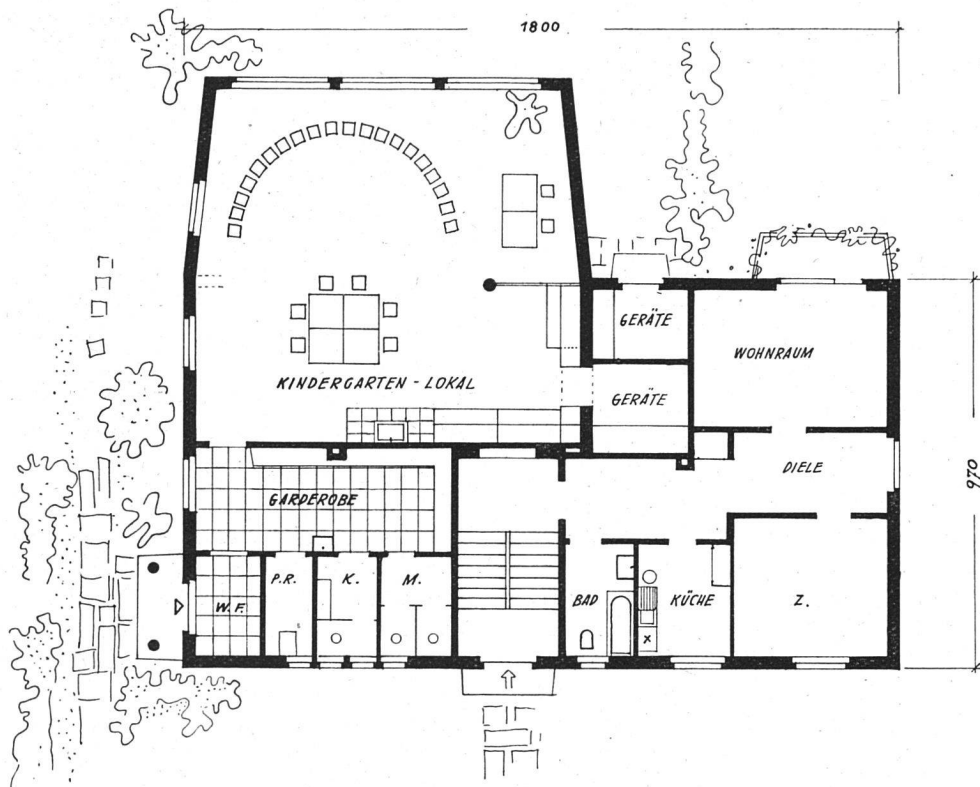 1800
GERÄTE
WOHNRAUM
KINDERGARTEN - LOKAL
GERÄTE
DIELE
970
GARDEROBE
P.R.
K.
M.
W.F.
BAD
KÜCHE
Z.
x